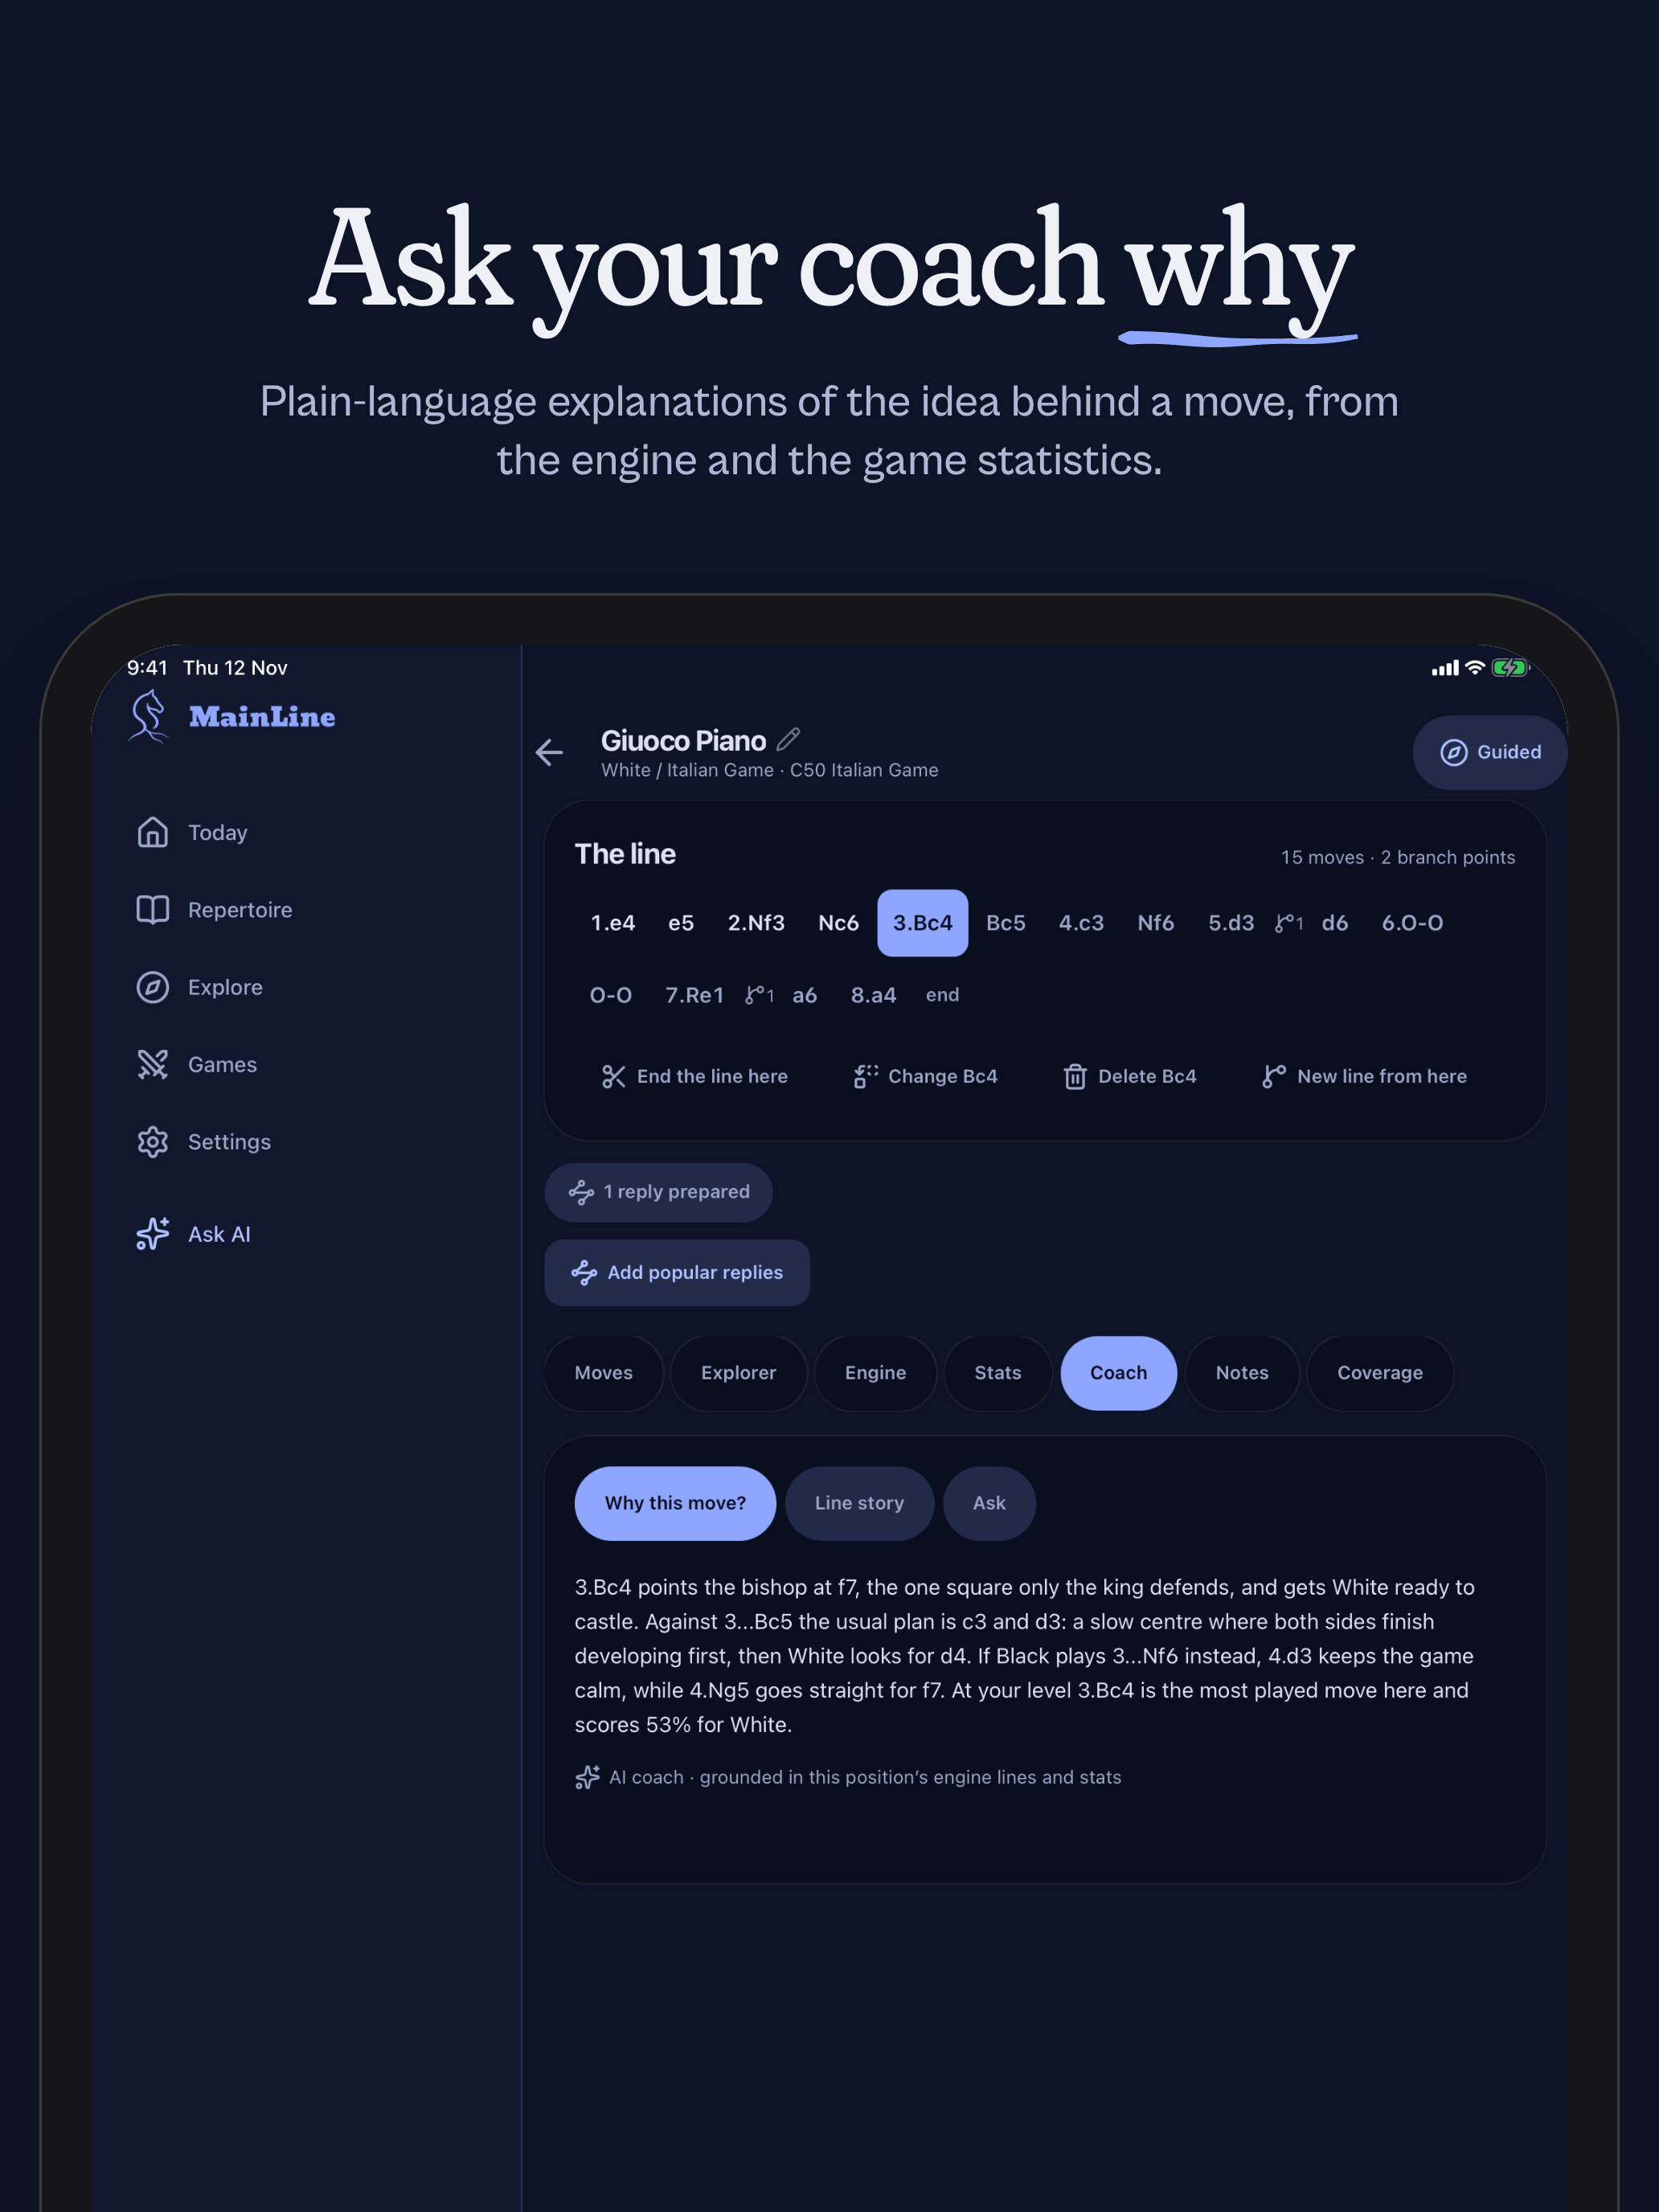 Ask your coach why
Plain-language explanations of the idea behind a move, from
the engine and the game statistics.
9:41 Thu 12 Nov
MainLine
Today
Repertoire
Explore
Games
Settings
Ask AI
Giuoco Piano
White / Italian Game · C50 Italian Game
Guided
The line
15 moves · 2 branch points
1.e4 e5 2.Nf3 Nc6 3.Bc4 Bc5 4.c3 Nf6 5.d3 1 d6 6.O-O
O-O 7.Re1 1 a6 8.a4 end
End the line here Change Bc4 Delete Bc4 New line from here
1 reply prepared
Add popular replies
Moves Explorer Engine Stats Coach Notes Coverage
Why this move? Line story Ask
3.Bc4 points the bishop at f7, the one square only the king defends, and gets White ready to
castle. Against 3...Bc5 the usual plan is c3 and d3: a slow centre where both sides finish
developing first, then White looks for d4. If Black plays 3...Nf6 instead, 4.d3 keeps the game
calm, while 4.Ng5 goes straight for f7. At your level 3.Bc4 is the most played move here and
scores 53% for White.
AI coach · grounded in this position's engine lines and stats